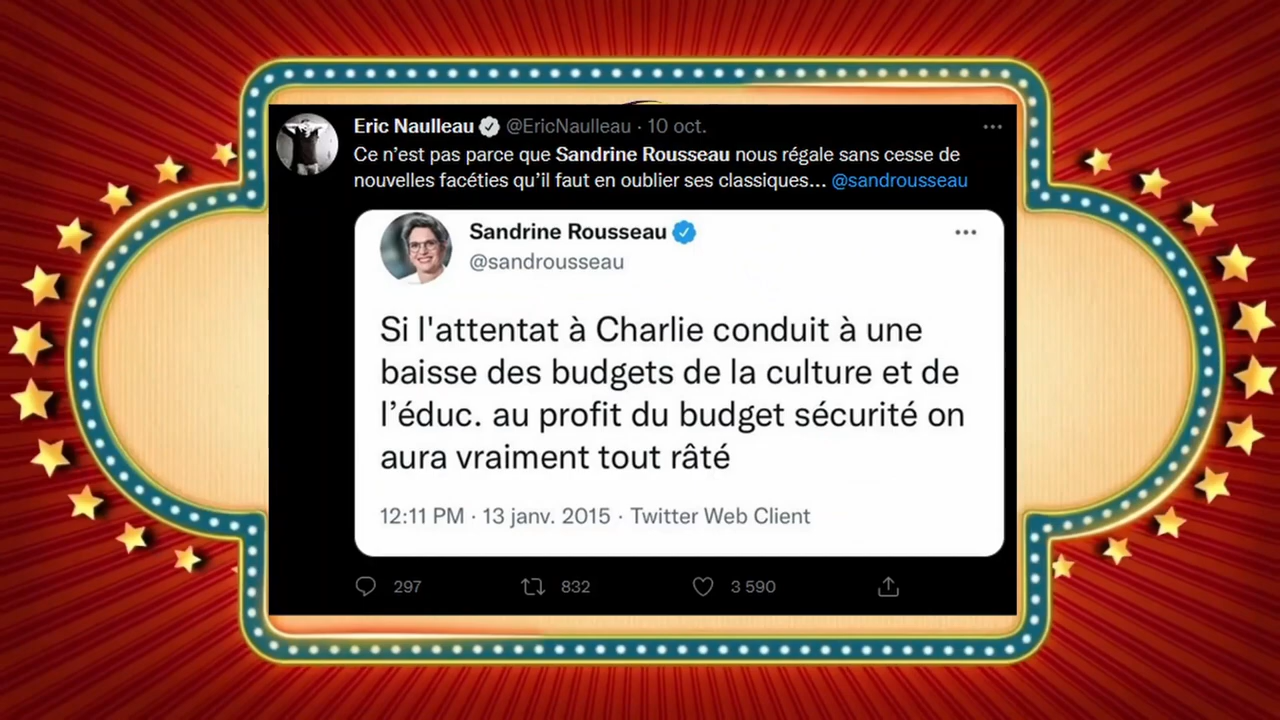 Eric Naulleau @EricNaulleau · 10 oct.
Ce n’est pas parce que Sandrine Rousseau nous régale sans cesse de
nouvelles facéties qu’il faut en oublier ses classiques... @sandrousseau
Sandrine Rousseau
@sandrousseau
Si l'attentat à Charlie conduit à une
baisse des budgets de la culture et de
l’éduc. au profit du budget sécurité on
aura vraiment tout râté
12:11 PM · 13 janv. 2015 · Twitter Web Client
297 832 3 590